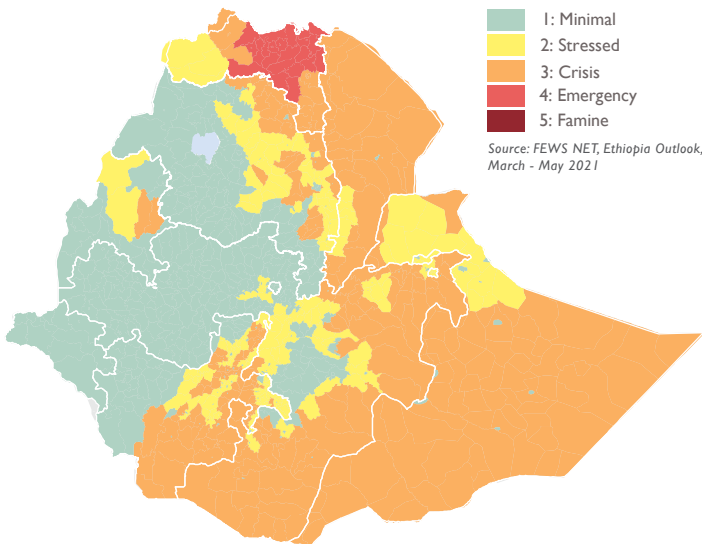 1: Minimal
2: Stressed
3: Crisis
4: Emergency
5: Famine
Source: FEWS NET, Ethiopia Outlook,
March - May 2021